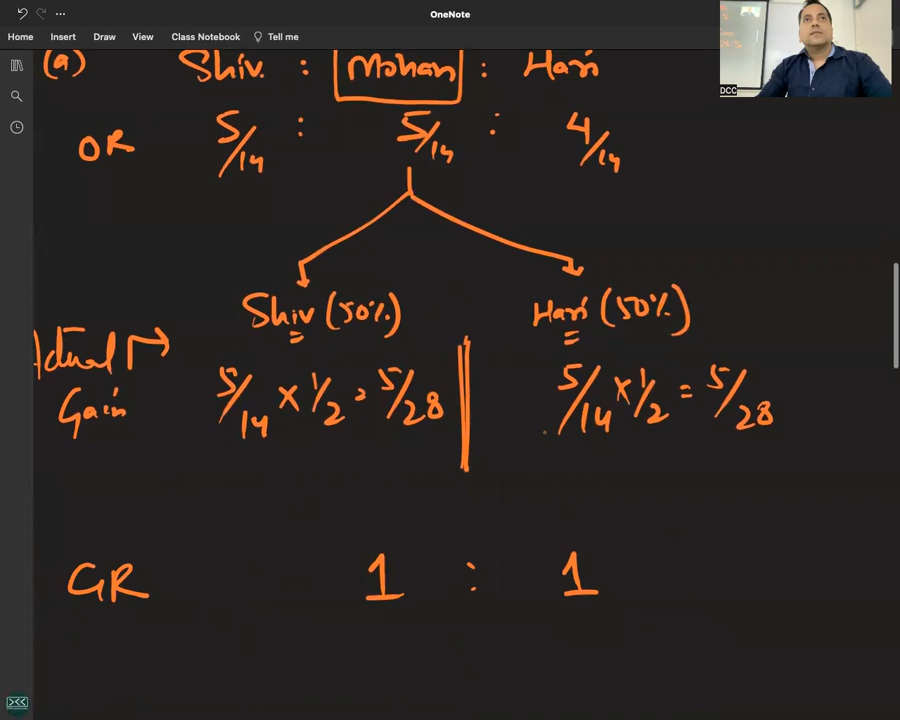 OneNote
Home Insert Draw View Class Notebook Tell me
DCC
(a) Shiv : Mohan : Hari
OR 5/14 : 5/14 : 4/14
Shiv (50%) Hari (50%)
Actual
Gain
5/14 × 1/2 = 5/28 5/14 × 1/2 = 5/28
GR 1 : 1